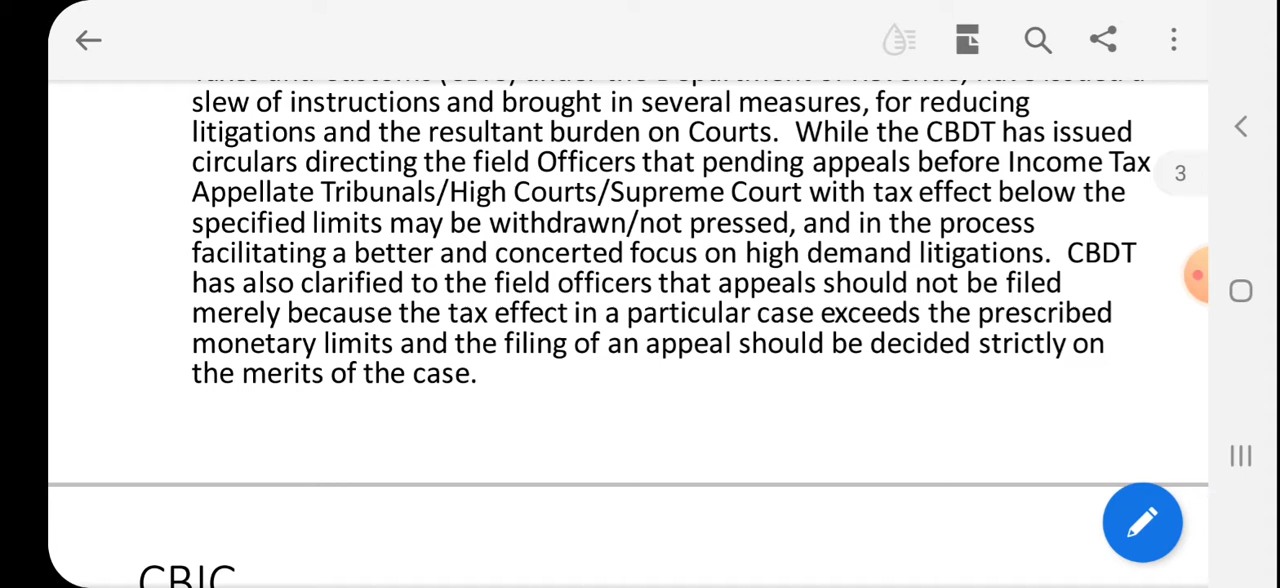 slew of instructions and brought in several measures, for reducing
litigations and the resultant burden on Courts.  While the CBDT has issued
circulars directing the field Officers that pending appeals before Income Tax
3
Appellate Tribunals/High Courts/Supreme Court with tax effect below the
specified limits may be withdrawn/not pressed, and in the process
facilitating a better and concerted focus on high demand litigations.  CBDT
has also clarified to the field officers that appeals should not be filed
merely because the tax effect in a particular case exceeds the prescribed
monetary limits and the filing of an appeal should be decided strictly on
the merits of the case.
CBIC